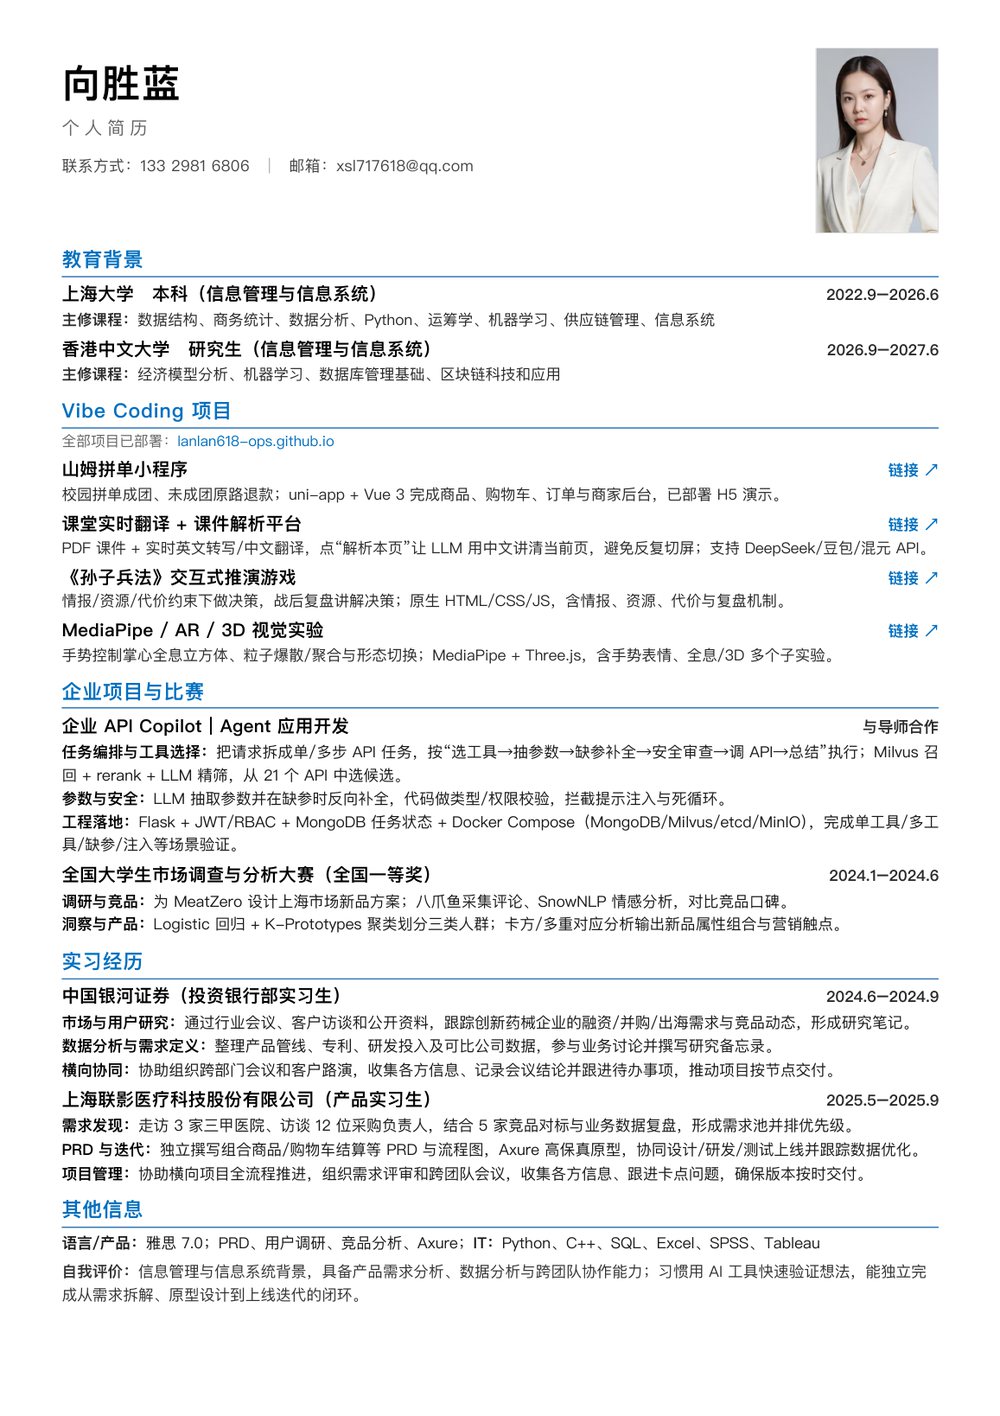 向胜蓝
个人简历
联系方式：133 2981 6806 ｜ 邮箱：xsl717618@qq.com
教育背景
上海大学 本科（信息管理与信息系统） 2022.9—2026.6
主修课程：数据结构、商务统计、数据分析、Python、运筹学、机器学习、供应链管理、信息系统
香港中文大学 研究生（信息管理与信息系统） 2026.9—2027.6
主修课程：经济模型分析、机器学习、数据库管理基础、区块链科技和应用
Vibe Coding 项目
全部项目已部署：lanlan618-ops.github.io
山姆拼单小程序 链接 ↗
校园拼单成团、未成团原路退款；uni-app + Vue 3 完成商品、购物车、订单与商家后台，已部署 H5 演示。
课堂实时翻译 + 课件解析平台 链接 ↗
PDF 课件 + 实时英文转写/中文翻译，点“解析本页”让 LLM 用中文讲清当前页，避免反复切屏；支持 DeepSeek/豆包/混元 API。
《孙子兵法》交互式推演游戏 链接 ↗
情报/资源/代价约束下做决策，战后复盘讲解决策；原生 HTML/CSS/JS，含情报、资源、代价与复盘机制。
MediaPipe / AR / 3D 视觉实验 链接 ↗
手势控制掌心全息立方体、粒子爆散/聚合与形态切换；MediaPipe + Three.js，含手势表情、全息/3D 多个子实验。
企业项目与比赛
企业 API Copilot | Agent 应用开发 与导师合作
任务编排与工具选择：把请求拆成单/多步 API 任务，按“选工具→抽参数→缺参补全→安全审查→调 API→总结”执行；Milvus 召
回 + rerank + LLM 精筛，从 21 个 API 中选候选。
参数与安全：LLM 抽取参数并在缺参时反向补全，代码做类型/权限校验，拦截提示注入与死循环。
工程落地：Flask + JWT/RBAC + MongoDB 任务状态 + Docker Compose（MongoDB/Milvus/etcd/MinIO），完成单工具/多工
具/缺参/注入等场景验证。
全国大学生市场调查与分析大赛（全国一等奖） 2024.1—2024.6
调研与竞品：为 MeatZero 设计上海市场新品方案；八爪鱼采集评论、SnowNLP 情感分析，对比竞品口碑。
洞察与产品：Logistic 回归 + K-Prototypes 聚类划分三类人群；卡方/多重对应分析输出新品属性组合与营销触点。
实习经历
中国银河证券（投资银行部实习生） 2024.6—2024.9
市场与用户研究：通过行业会议、客户访谈和公开资料，跟踪创新药械企业的融资/并购/出海需求与竞品动态，形成研究笔记。
数据分析与需求定义：整理产品管线、专利、研发投入及可比公司数据，参与业务讨论并撰写研究备忘录。
横向协同：协助组织跨部门会议和客户路演，收集各方信息、记录会议结论并跟进待办事项，推动项目按节点交付。
上海联影医疗科技股份有限公司（产品实习生） 2025.5—2025.9
需求发现：走访 3 家三甲医院、访谈 12 位采购负责人，结合 5 家竞品对标与业务数据复盘，形成需求池并排优先级。
PRD 与迭代：独立撰写组合商品/购物车结算等 PRD 与流程图，Axure 高保真原型，协同设计/研发/测试上线并跟踪数据优化。
项目管理：协助横向项目全流程推进，组织需求评审和跨团队会议，收集各方信息、跟进卡点问题，确保版本按时交付。
其他信息
语言/产品：雅思 7.0；PRD、用户调研、竞品分析、Axure；IT：Python、C++、SQL、Excel、SPSS、Tableau
自我评价：信息管理与信息系统背景，具备产品需求分析、数据分析与跨团队协作能力；习惯用 AI 工具快速验证想法，能独立完
成从需求拆解、原型设计到上线迭代的闭环。